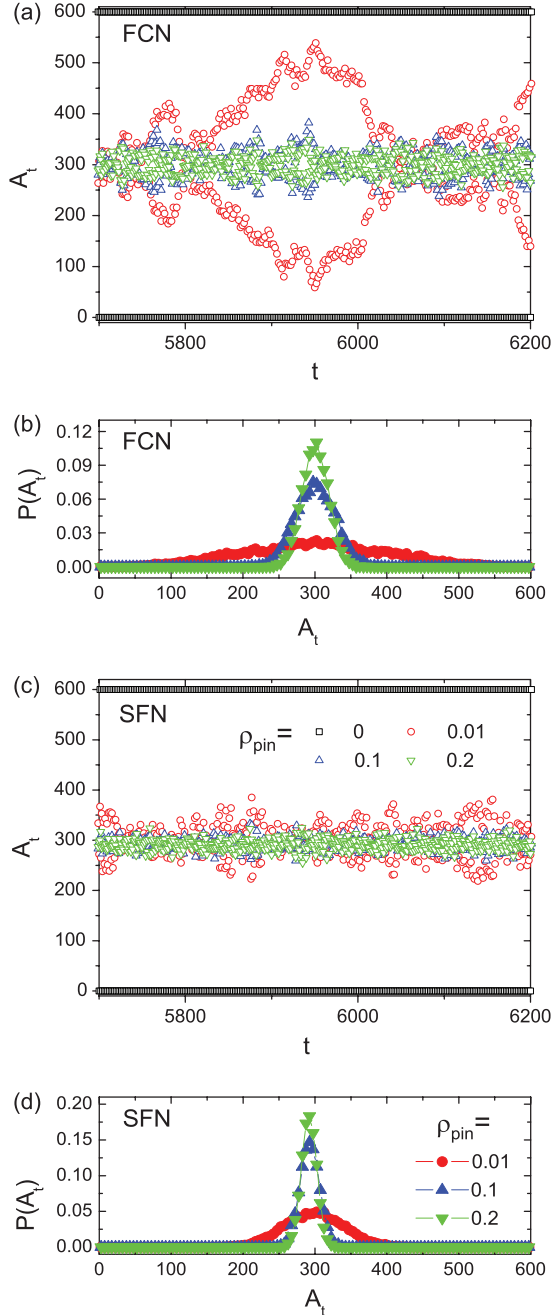 (a)
FCN
600
500
400
300
200
100
0
A_t
5800 6000 6200
t
(b)
FCN
0.12
0.09
0.06
0.03
0.00
P(A_t)
0 100 200 300 400 500 600
A_t
(c)
SFN
ρ_pin= 0 0.01
0.1 0.2
600
500
400
300
200
100
0
A_t
5800 6000 6200
t
(d)
SFN
ρ_pin=
0.01
0.1
0.2
0.20
0.15
0.10
0.05
0.00
P(A_t)
0 100 200 300 400 500 600
A_t